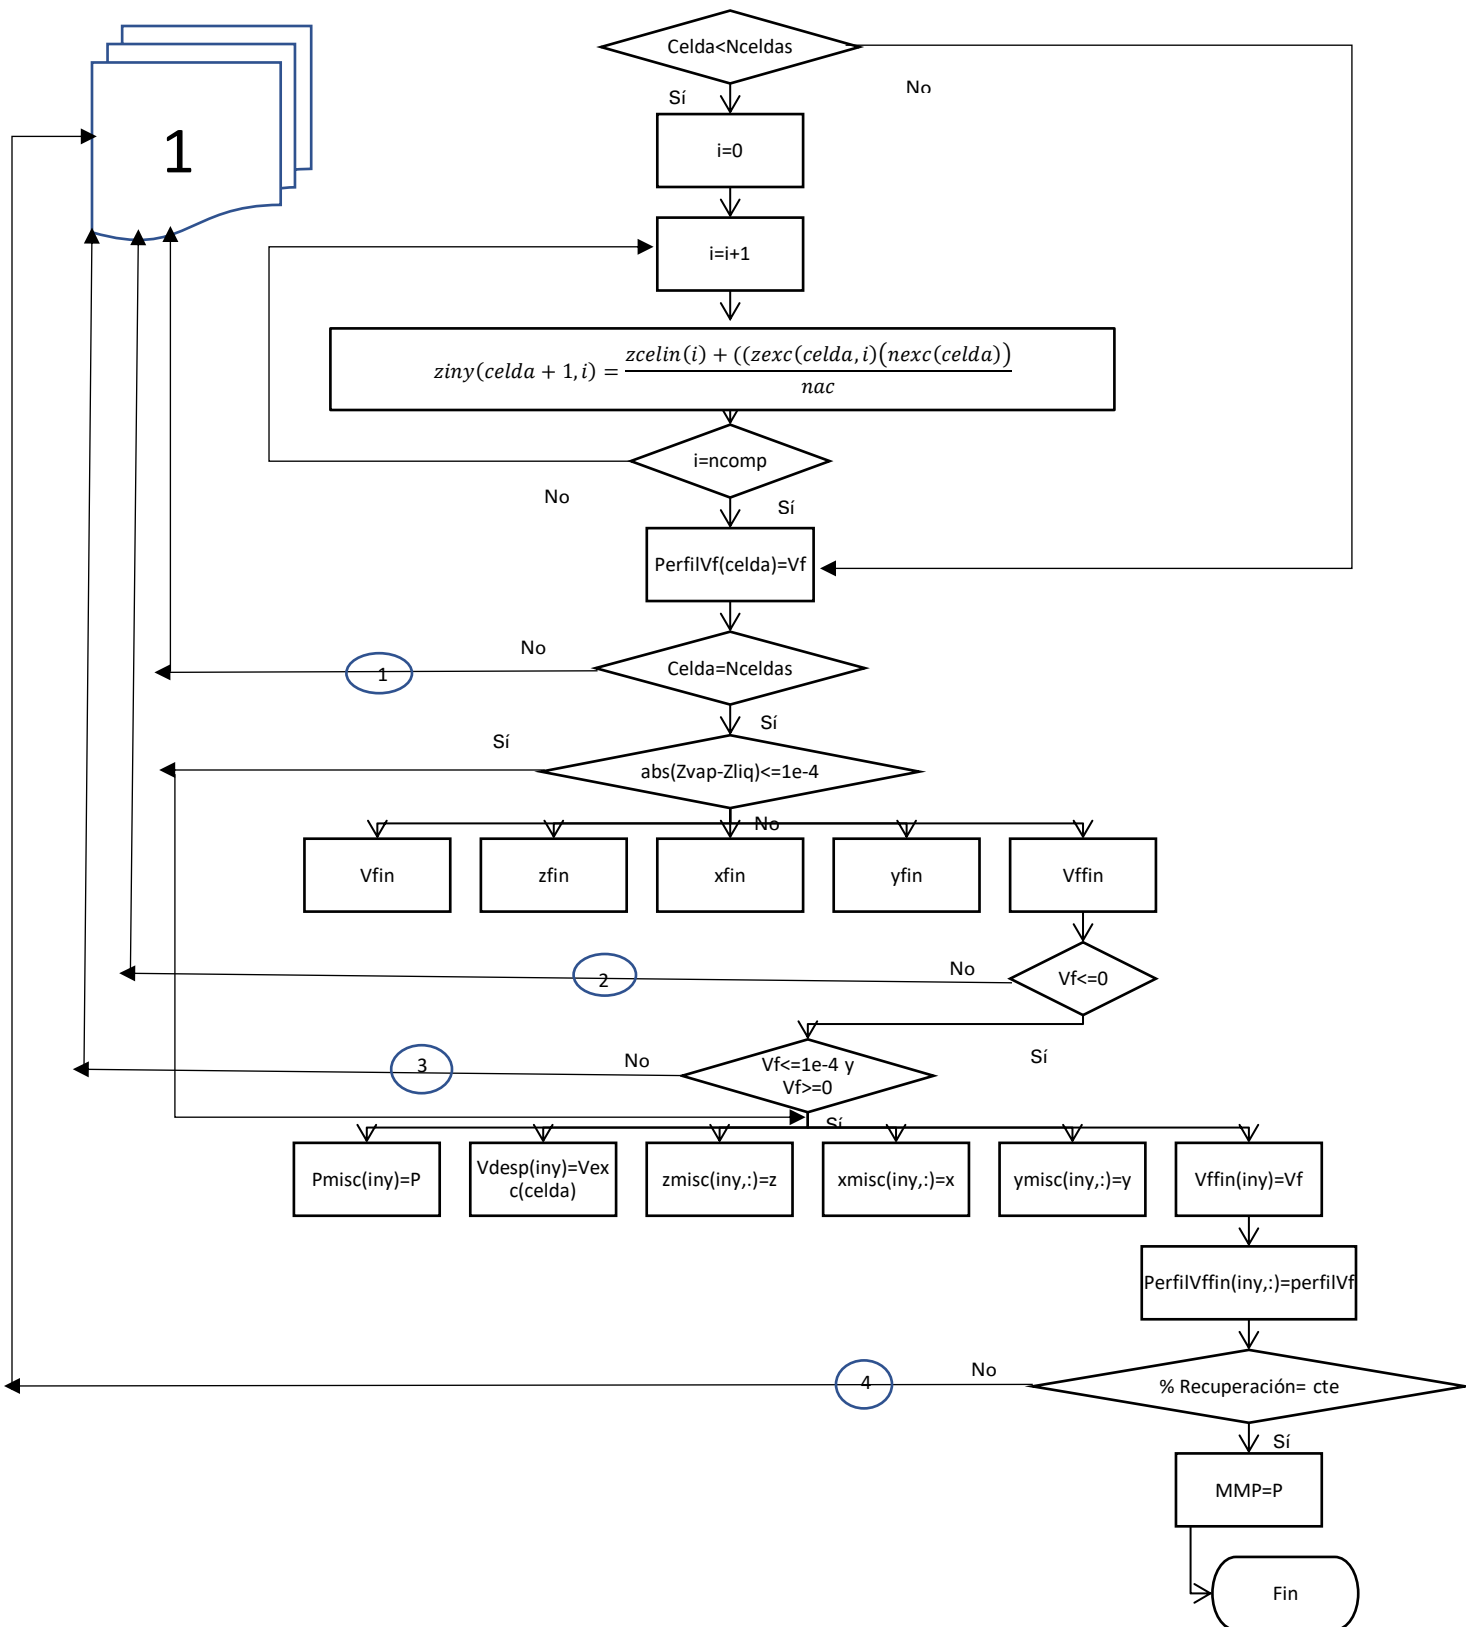 Celda<Nceldas
No
Sí
1
i=0
i=i+1
ziny(celda + 1, i) = \frac{zcelin(i) + ((zexc(celda, i)(nexc(celda))}{nac}
i=ncomp
No
Sí
PerfilVf(celda)=Vf
No
1
Celda=Nceldas
Sí
Sí
abs(Zvap-Zliq)<=1e-4
No
Vfin
zfin
xfin
yfin
Vffin
No
2
Vf<=0
Sí
No
3
Vf<=1e-4 y
Vf>=0
Sí
Pmisc(iny)=P
Vdesp(iny)=Vex
c(celda)
zmisc(iny,:)=z
xmisc(iny,:)=x
ymisc(iny,:)=y
Vffin(iny)=Vf
PerfilVffin(iny,:)=perfilVf
No
4
% Recuperación= cte
Sí
MMP=P
Fin